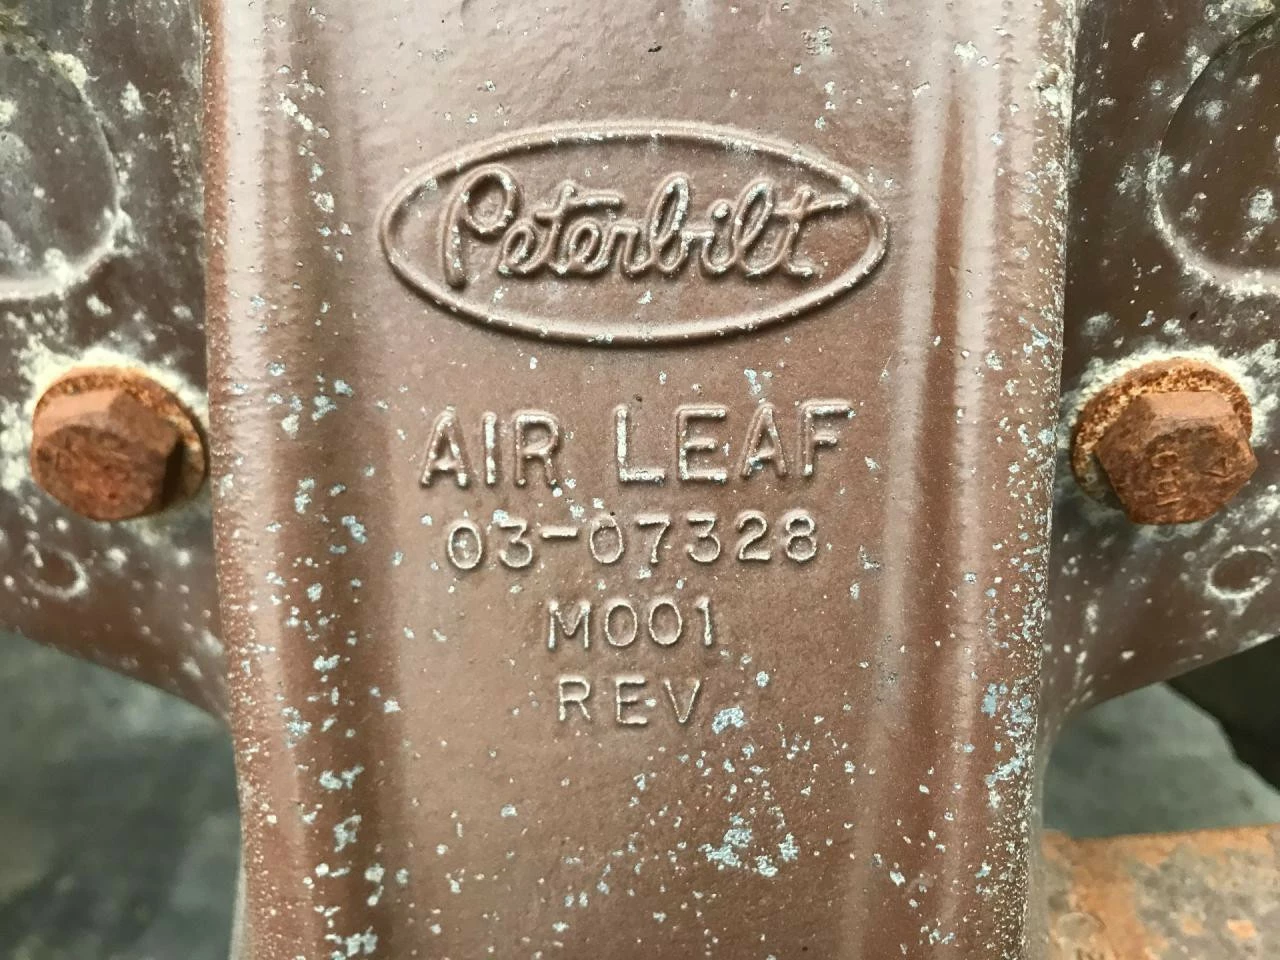 Peterbilt
AIR LEAF
03-07328
M001
REV